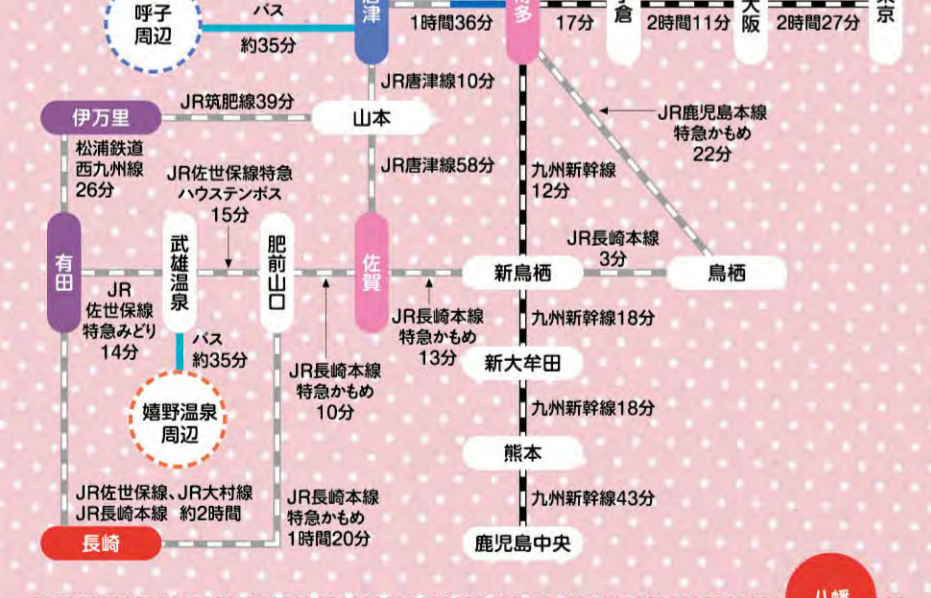 呼子
周辺
バス
約35分
唐津
1時間36分
博多
17分
小倉
2時間11分
大阪
2時間27分
東京
JR唐津線10分
JR筑肥線39分
伊万里
山本
JR鹿児島本線
特急かもめ
22分
松浦鉄道
西九州線
26分
JR佐世保線特急
ハウステンボス
15分
JR唐津線58分
九州新幹線
12分
JR長崎本線
3分
有田
武雄温泉
肥前山口
佐賀
新鳥栖
鳥栖
JR
佐世保線
特急みどり
14分
バス
約35分
JR長崎本線
特急かもめ
10分
JR長崎本線
特急かもめ
13分
九州新幹線18分
新大牟田
九州新幹線18分
嬉野温泉
周辺
熊本
九州新幹線43分
JR佐世保線、JR大村線
JR長崎本線 約2時間
JR長崎本線
特急かもめ
1時間20分
長崎
鹿児島中央
八幡